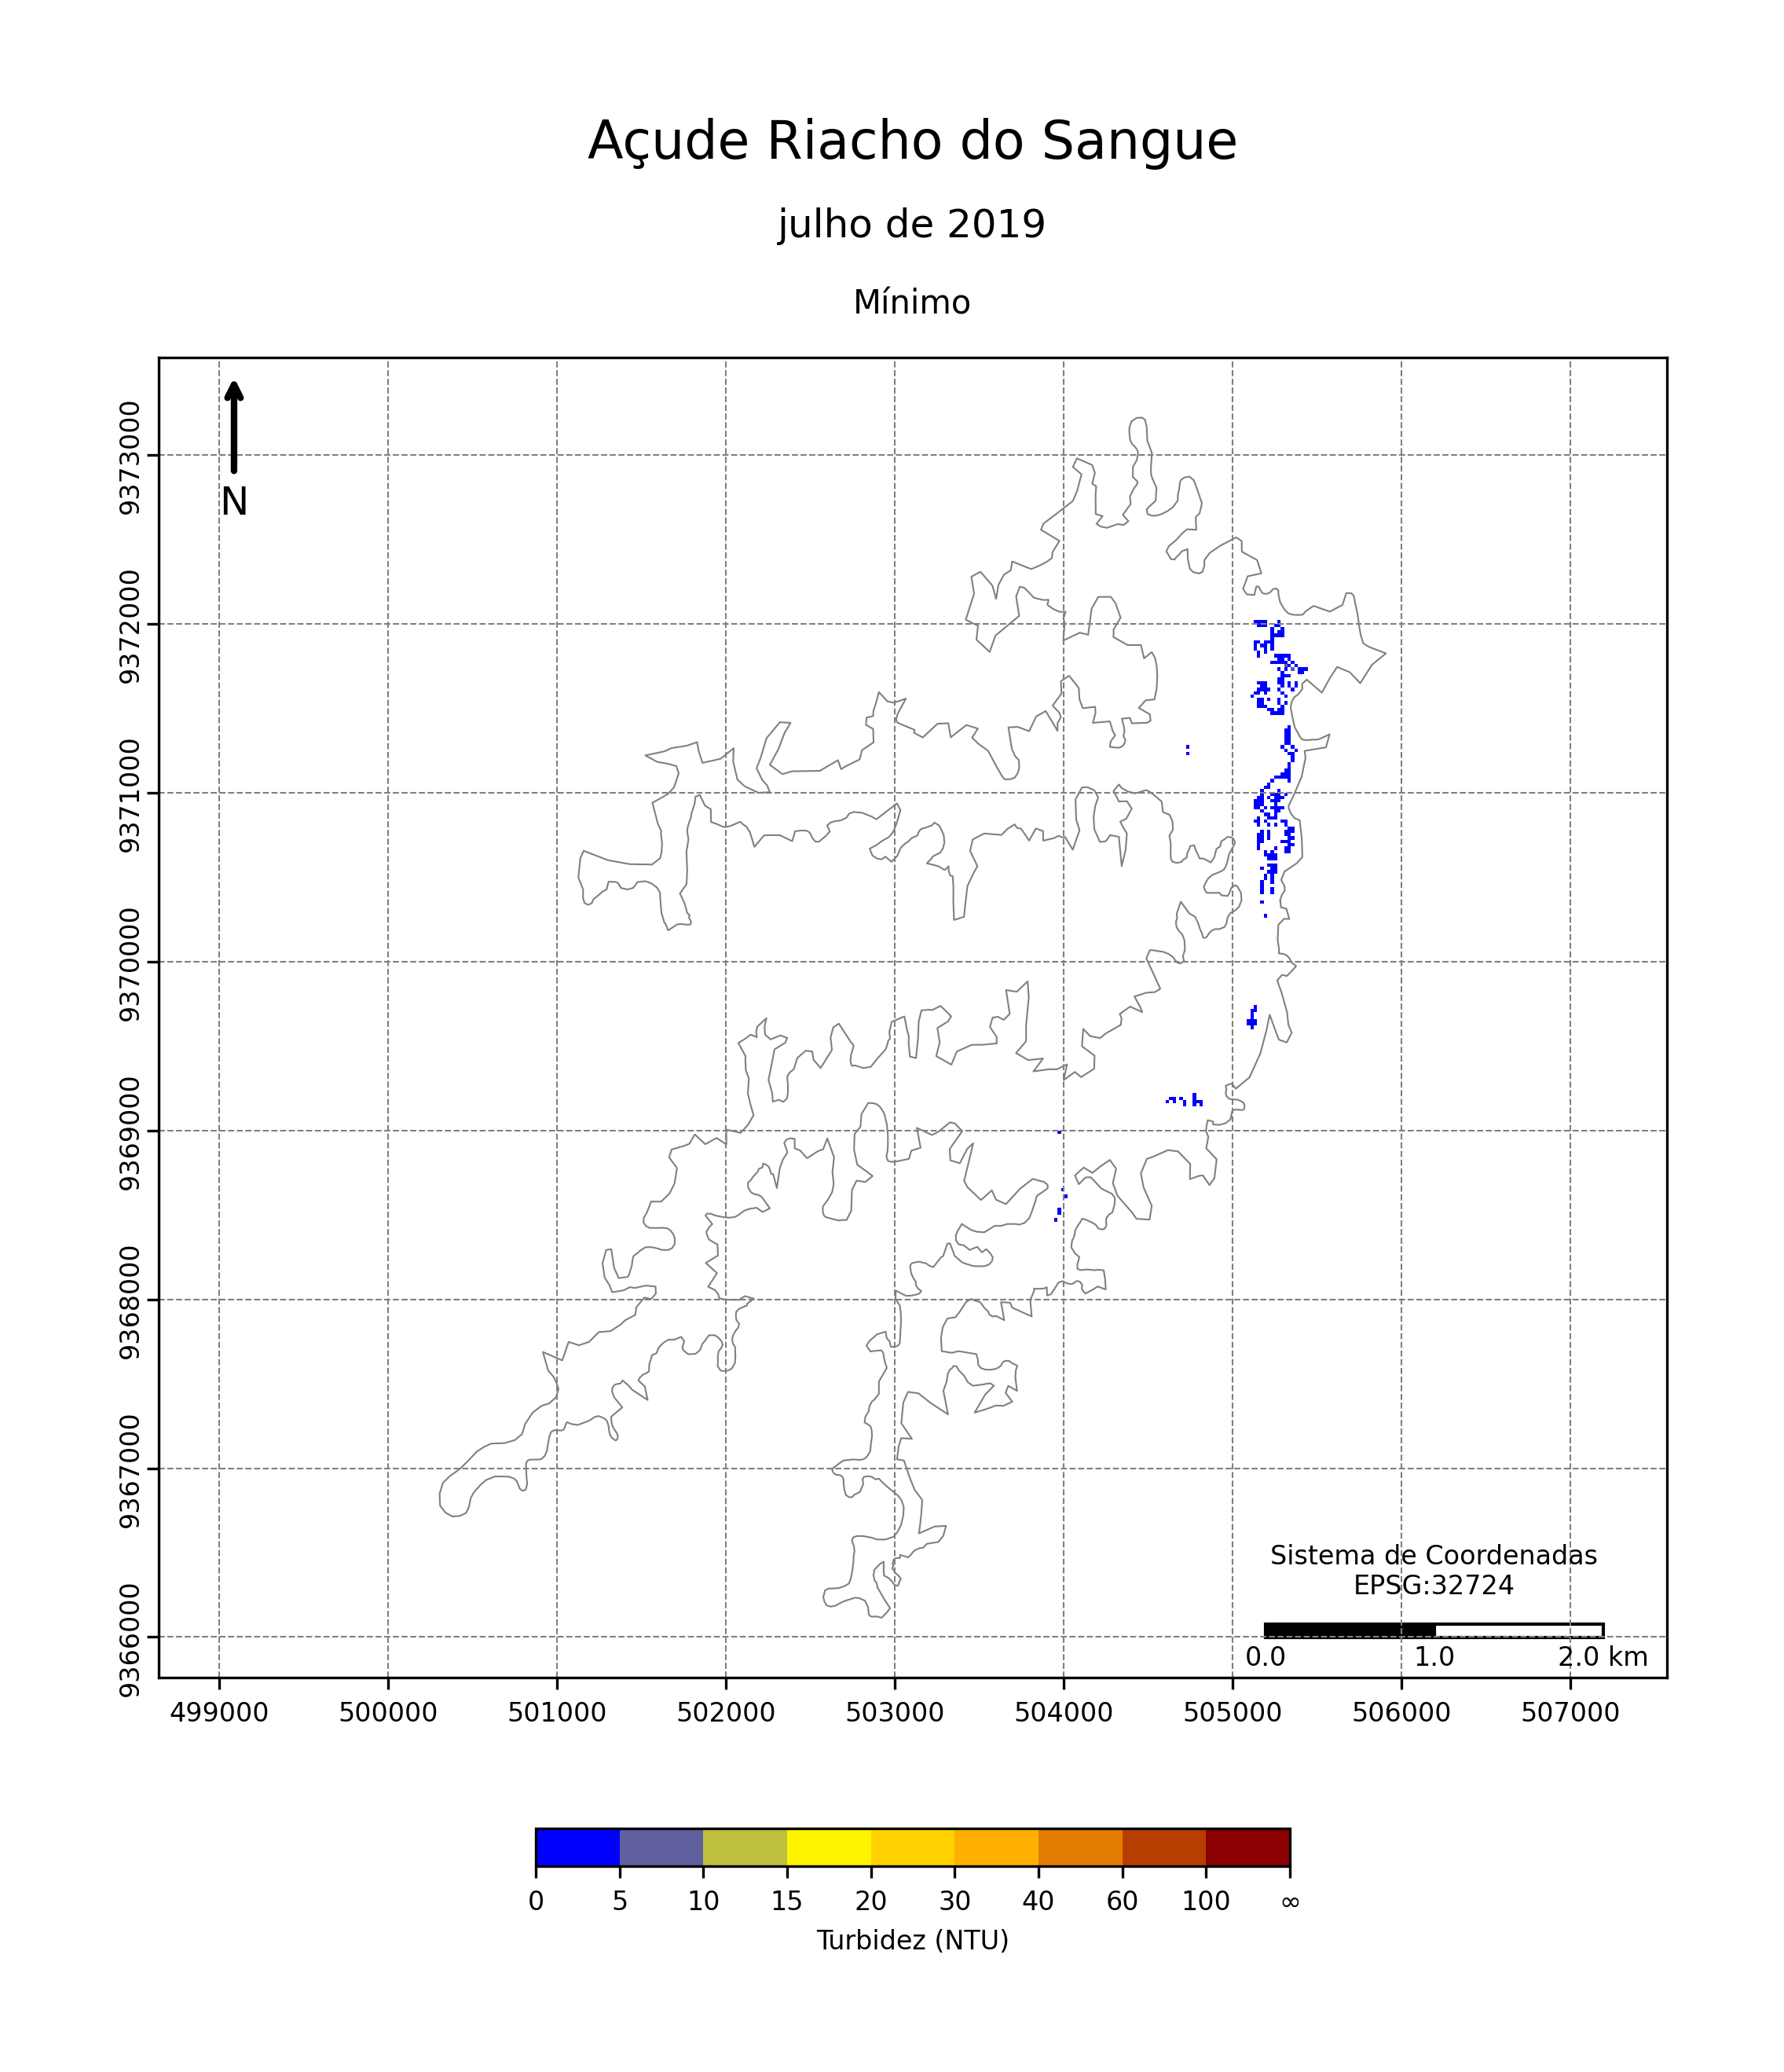 Açude Riacho do Sangue
julho de 2019
Mínimo
N
9373000
9372000
9371000
9370000
9369000
9368000
9367000
9366000
Sistema de Coordenadas
EPSG:32724
0.0 1.0 2.0 km
499000 500000 501000 502000 503000 504000 505000 506000 507000
0 5 10 15 20 30 40 60 100 ∞
Turbidez (NTU)